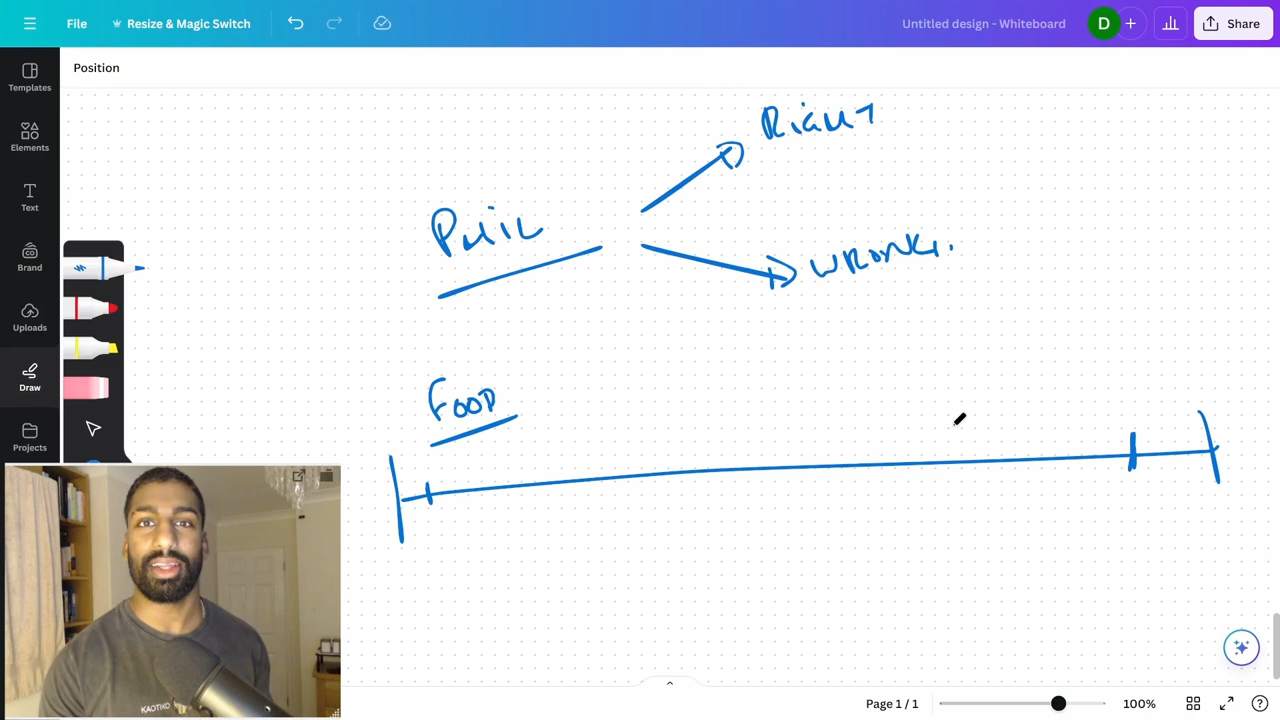 File
Resize & Magic Switch
Untitled design - Whiteboard
D
+
Share
Position
Templates
Elements
Text
Brand
Uploads
Draw
Projects
RIGHT
WRONG.
FOOD
KAOTIKO
Page 1 / 1
100%